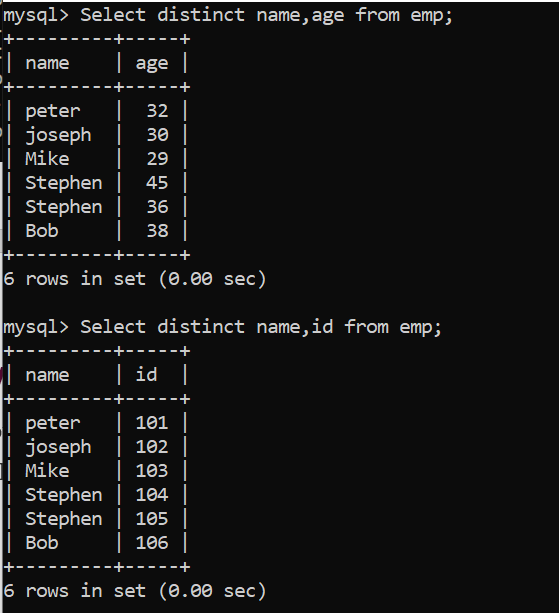 mysql> Select distinct name,age from emp;
+---------+-----+
| name    | age |
+---------+-----+
| peter   |  32 |
| joseph  |  30 |
| Mike    |  29 |
| Stephen |  45 |
| Stephen |  36 |
| Bob     |  38 |
+---------+-----+
6 rows in set (0.00 sec)

mysql> Select distinct name,id from emp;
+---------+-----+
| name    | id  |
+---------+-----+
| peter   | 101 |
| joseph  | 102 |
| Mike    | 103 |
| Stephen | 104 |
| Stephen | 105 |
| Bob     | 106 |
+---------+-----+
6 rows in set (0.00 sec)